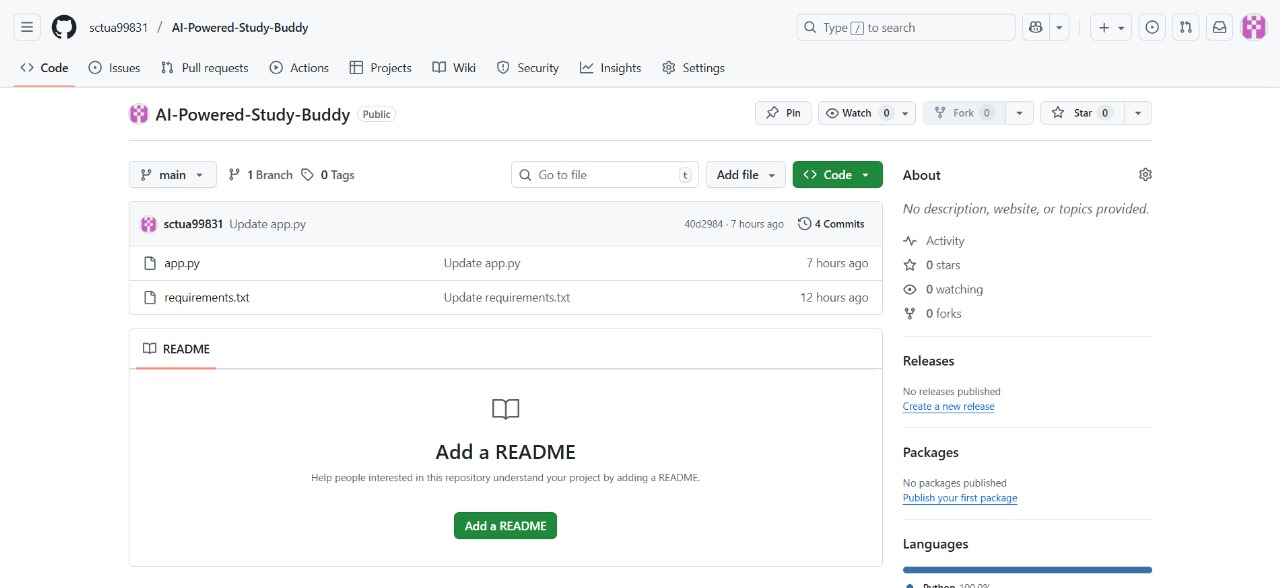 sctua99831 / AI-Powered-Study-Buddy
Type / to search
Code Issues Pull requests Actions Projects Wiki Security Insights Settings
AI-Powered-Study-Buddy Public
Pin Watch 0 Fork 0 Star 0
main 1 Branch 0 Tags Go to file t Add file Code
sctua99831 Update app.py 40d2984 · 7 hours ago 4 Commits
app.py Update app.py 7 hours ago
requirements.txt Update requirements.txt 12 hours ago
README
Add a README
Help people interested in this repository understand your project by adding a README.
Add a README
About
No description, website, or topics provided.
Activity
0 stars
0 watching
0 forks
Releases
No releases published
Create a new release
Packages
No packages published
Publish your first package
Languages
Python 100.0%